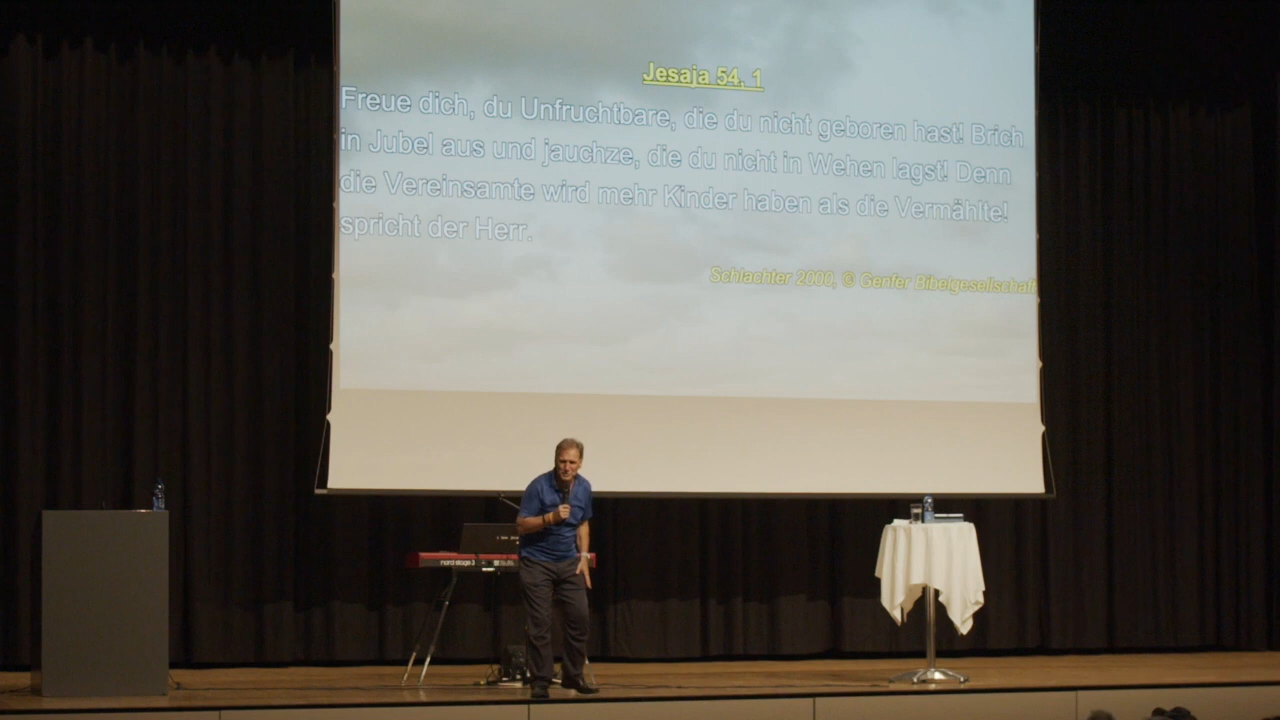 Jesaja 54, 1
Freue dich, du Unfruchtbare, die du nicht geboren hast! Brich
in Jubel aus und jauchze, die du nicht in Wehen lagst! Denn
die Vereinsamte wird mehr Kinder haben als die Vermählte!
spricht der Herr.
Schlachter 2000, © Genfer Bibelgesellschaft
nord stage 3